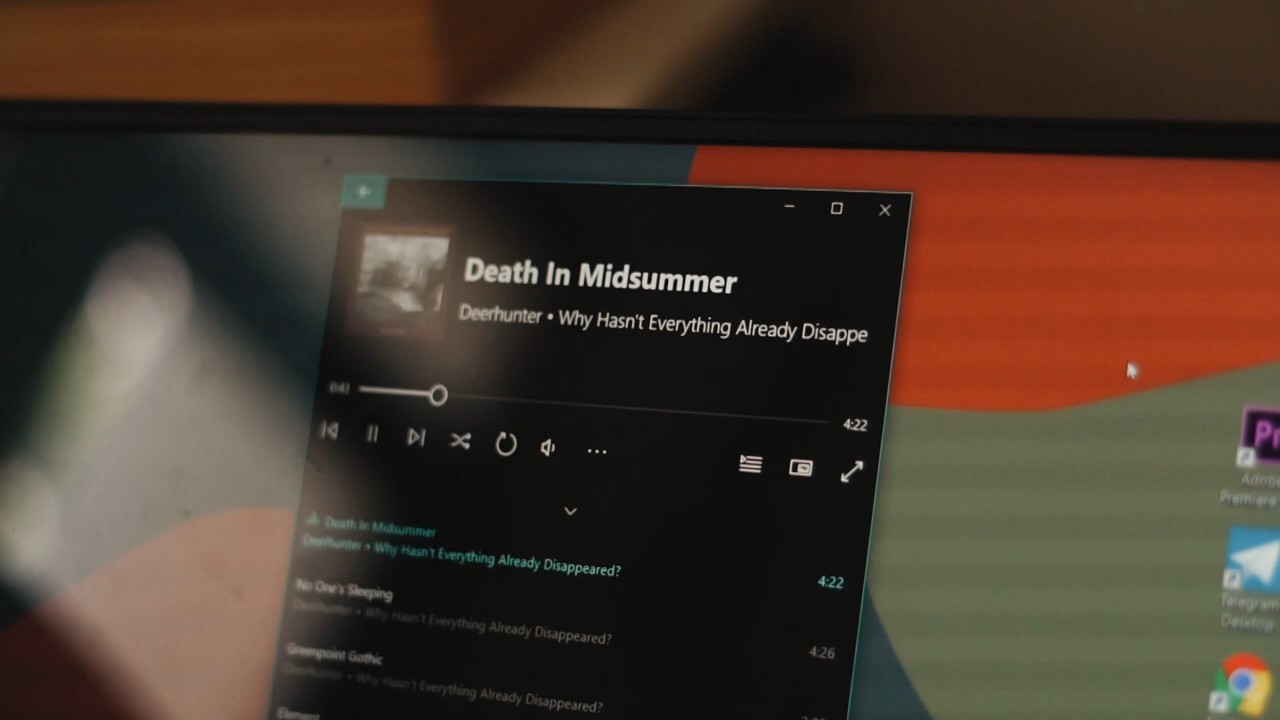 Death In Midsummer
Deerhunter • Why Hasn't Everything Already Disappe
0:43
4:22
Death In Midsummer
Deerhunter • Why Hasn't Everything Already Disappeared?
4:22
No One's Sleeping
Deerhunter • Why Hasn't Everything Already Disappeared?
4:26
Greenpoint Gothic
Deerhunter • Why Hasn't Everything Already Disappeared?
Element
Pr
Adobe
Premiere
Telegram
Desktop